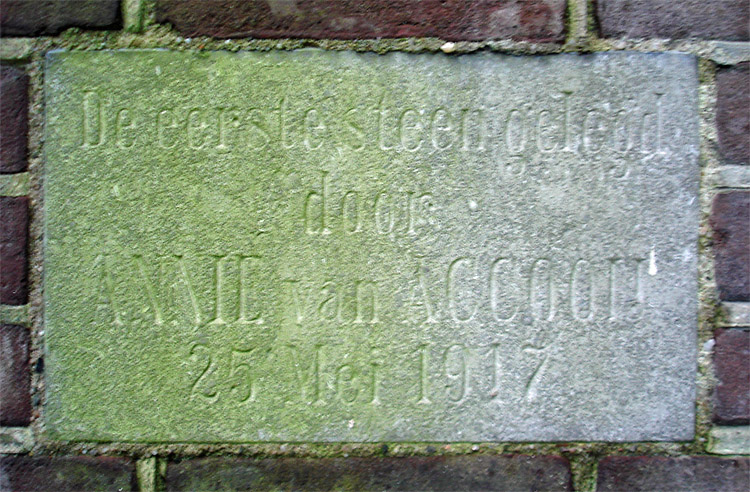 De eerste steen gelegd
door
ANNIE van ACCOOIJ
25 Mei 1917